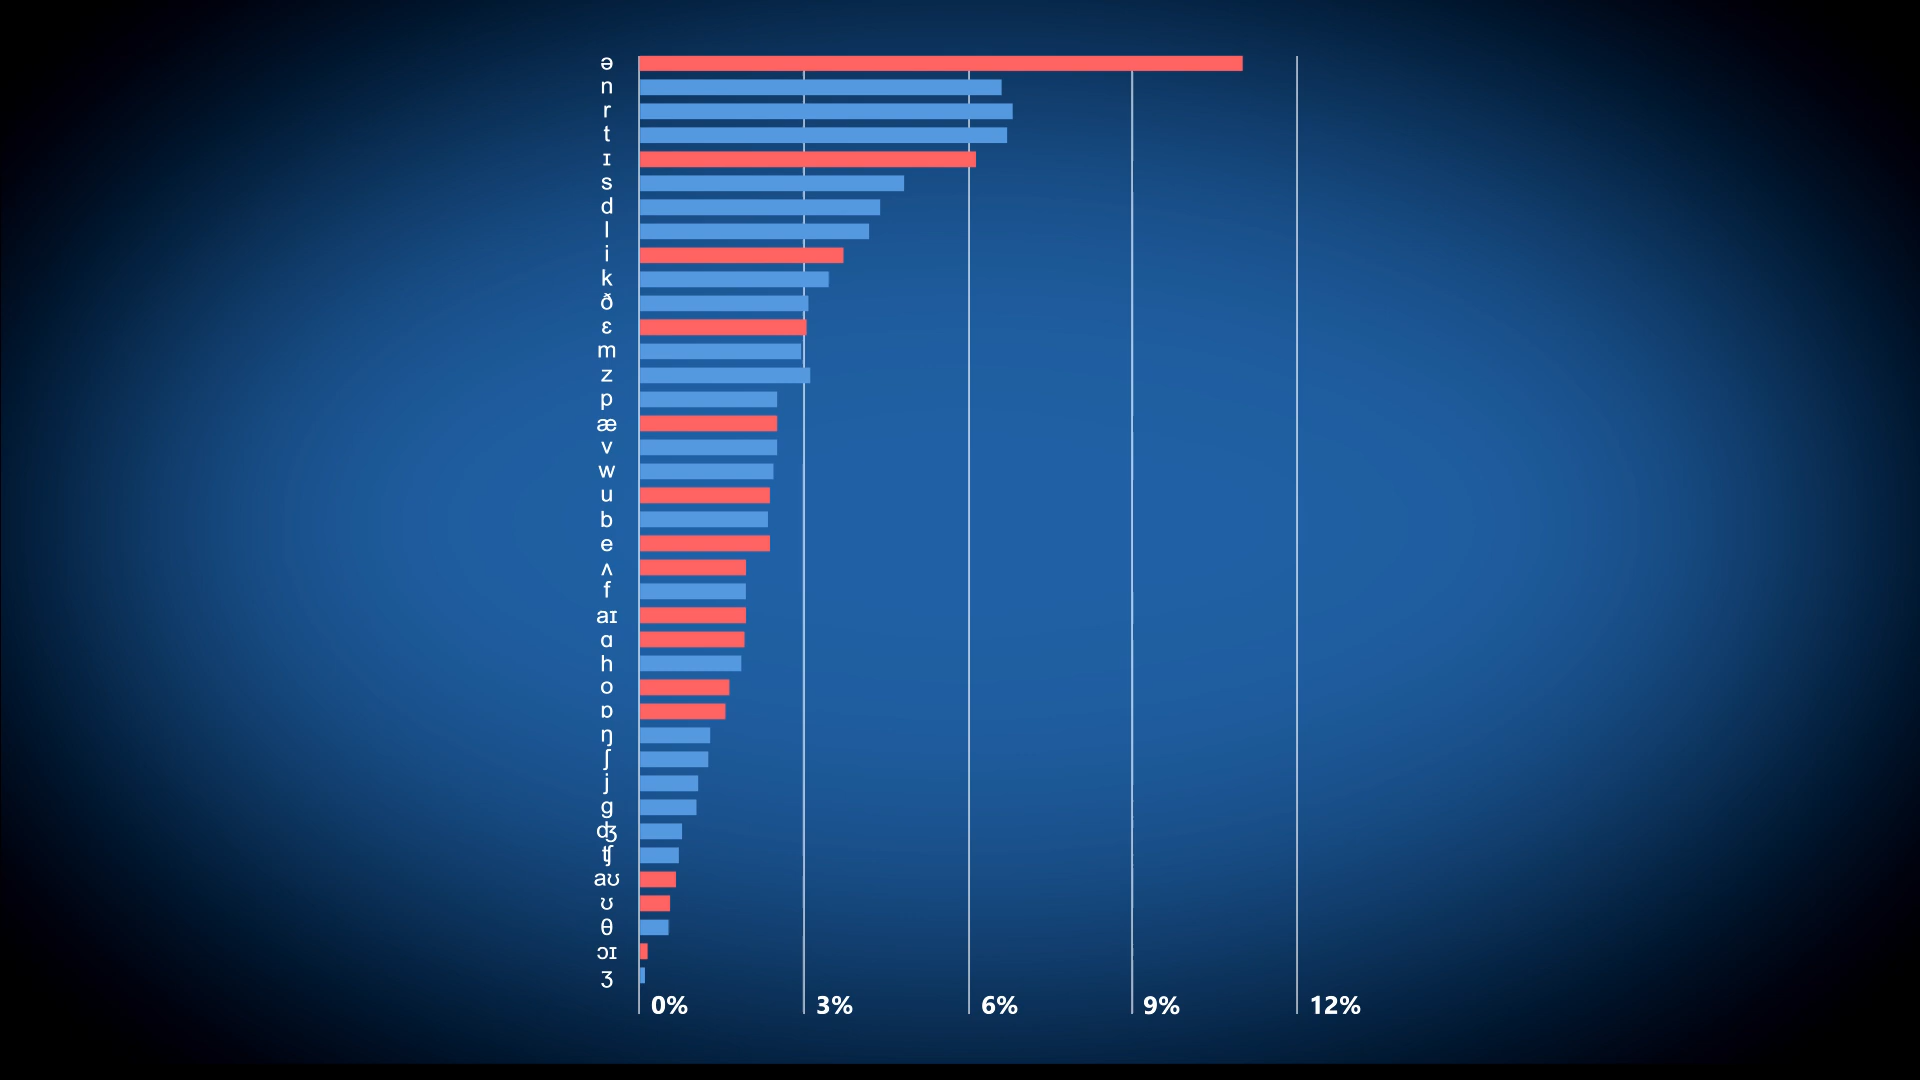 ə
n
r
t
ɪ
s
d
l
i
k
ð
ɛ
m
z
p
æ
v
w
u
b
e
ʌ
f
aɪ
ɑ
h
o
ɒ
ŋ
ʃ
j
g
ʤ
ʧ
aʊ
ʊ
θ
ɔɪ
ʒ
0% 3% 6% 9% 12%